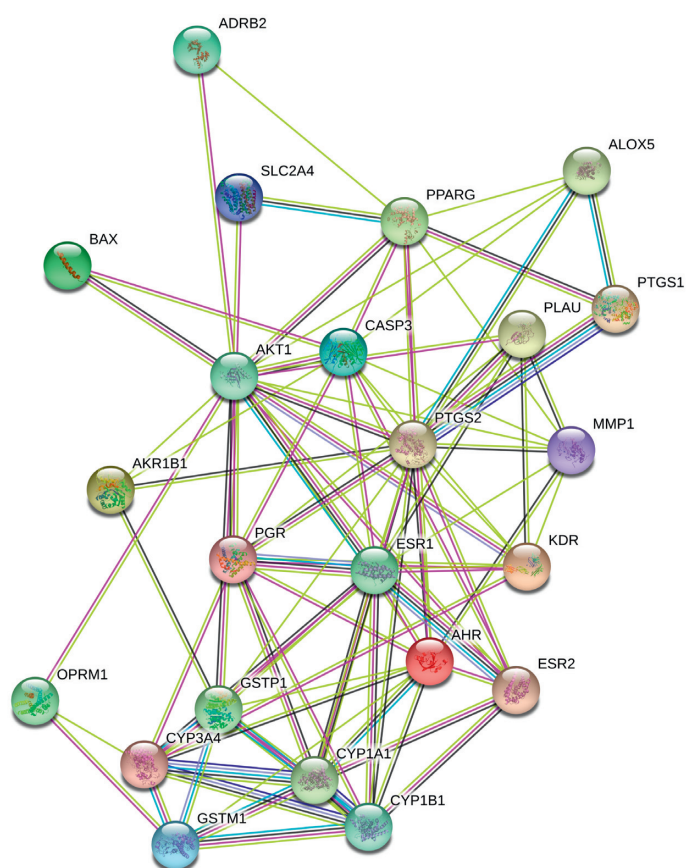 ADRB2
ALOX5
SLC2A4
PPARG
BAX
PTGS1
PLAU
CASP3
AKT1
PTGS2
MMP1
AKR1B1
PGR
ESR1
KDR
AHR
ESR2
OPRM1
GSTP1
CYP3A4
CYP1A1
CYP1B1
GSTM1